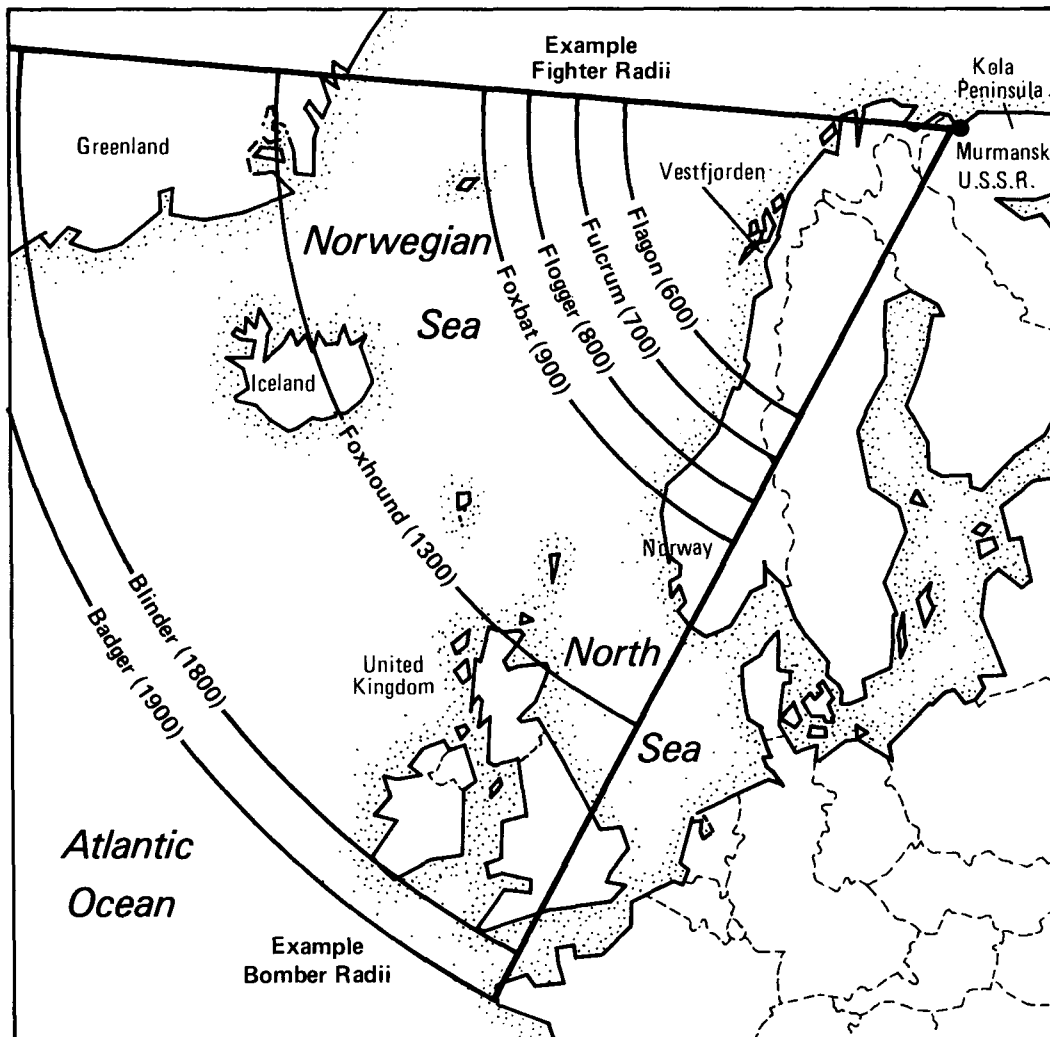 Example
Fighter Radii
Kola
Peninsula
Greenland
Vestfjorden
Murmansk
U.S.S.R.
Norwegian
Sea
Flagon (600)
Fulcrum (700)
Flogger (800)
Foxbat (900)
Iceland
Foxhound (1300)
Norway
Blinder (1800)
Badger (1900)
United
Kingdom
North
Sea
Atlantic
Ocean
Example
Bomber Radii